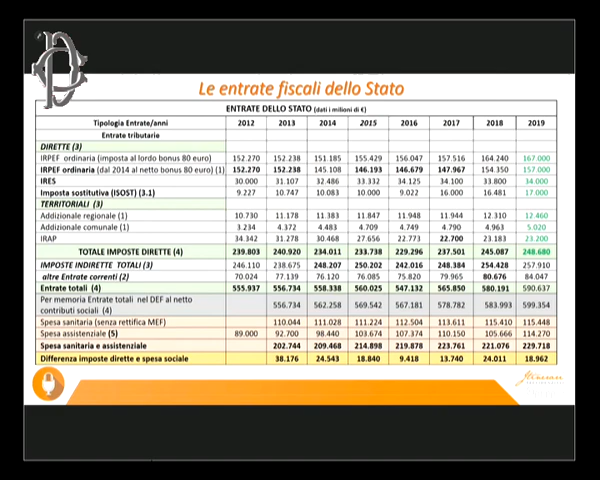 Le entrate fiscali dello Stato
ENTRATE DELLO STATO (dati i milioni di €)
Tipologia Entrate/anni 2012 2013 2014 2015 2016 2017 2018 2019
Entrate tributarie
DIRETTE (3)
IRPEF ordinaria (imposta al lordo bonus 80 euro) 152.270 152.238 151.185 155.429 156.047 157.516 164.240 167.000
IRPEF ordinaria (dal 2014 al netto bonus 80 euro) (1) 152.270 152.238 145.108 146.193 146.679 147.967 154.350 157.000
IRES 30.000 31.107 32.486 33.332 34.125 34.100 33.800 34.000
Imposta sostitutiva (ISOST) (3.1) 9.227 10.747 10.083 10.000 9.022 16.000 16.481 17.000
TERRITORIALI (3)
Addizionale regionale (1) 10.730 11.178 11.383 11.847 11.948 11.944 12.310 12.460
Addizionale comunale (1) 3.234 4.372 4.483 4.709 4.749 4.790 4.963 5.020
IRAP 34.342 31.278 30.468 27.656 22.773 22.700 23.183 23.200
TOTALE IMPOSTE DIRETTE (4) 239.803 240.920 234.011 233.738 229.296 237.501 245.087 248.680
IMPOSTE INDIRETTE TOTALI (3) 246.110 238.675 248.207 250.202 242.016 248.384 254.428 257.910
altre Entrate correnti (2) 70.024 77.139 76.120 76.085 75.820 79.965 80.676 84.047
Entrate totali (4) 555.937 556.734 558.338 560.025 547.132 565.850 580.191 590.637
Per memoria Entrate totali nel DEF al netto contributi sociali (4) 556.734 562.258 569.542 567.181 578.782 583.999 599.354
Spesa sanitaria (senza rettifica MEF) 110.044 111.028 111.224 112.504 113.611 115.410 115.448
Spesa assistenziale (5) 89.000 92.700 98.440 103.674 107.374 110.150 105.666 114.270
Spesa sanitaria e assistenziale 202.744 209.468 214.898 219.878 223.761 221.076 229.718
Differenza imposte dirette e spesa sociale 38.176 24.543 18.840 9.418 13.740 24.011 18.962